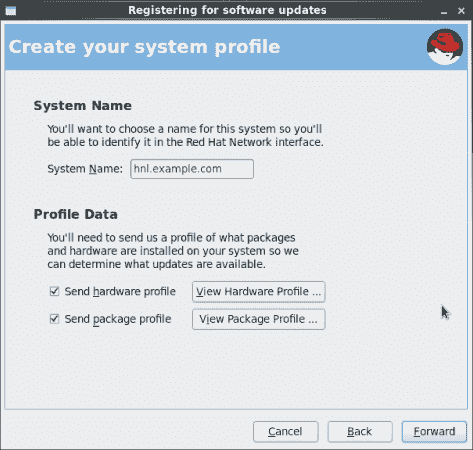 Registering for software updates
Create your system profile
System Name
You'll want to choose a name for this system so you'll
be able to identify it in the Red Hat Network interface.
System Name: hnl.example.com
Profile Data
You'll need to send us a profile of what packages
and hardware are installed on your system so we
can determine what updates are available.
Send hardware profile View Hardware Profile ...
Send package profile View Package Profile ...
Cancel Back Forward